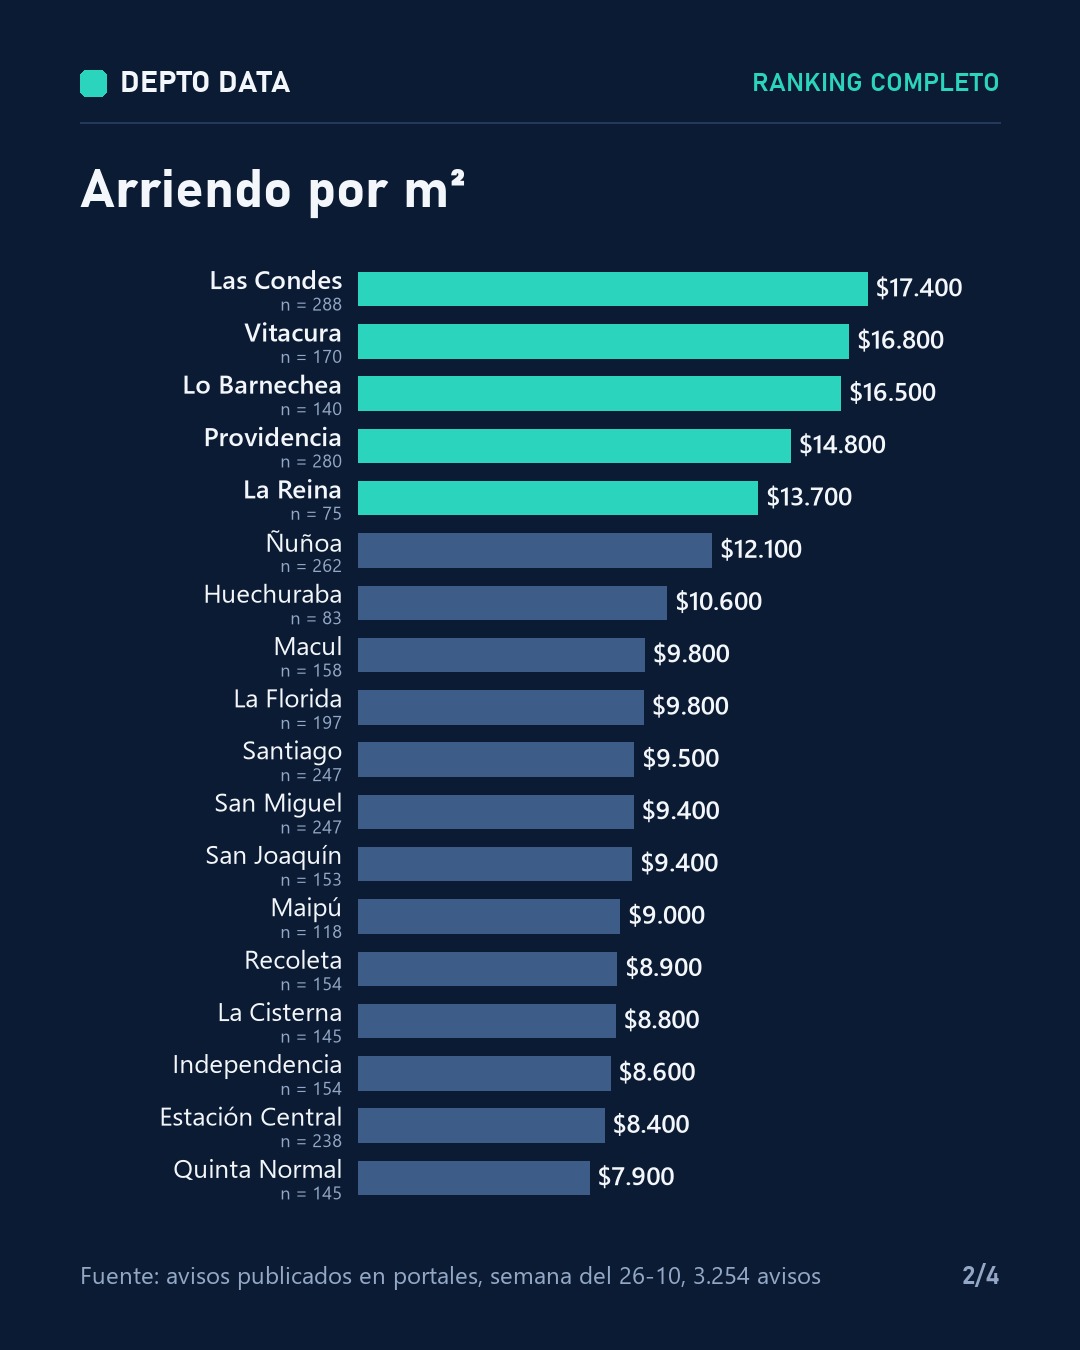 DEPTO DATA
RANKING COMPLETO
Arriendo por m²
Las Condes
n = 288
$17.400
Vitacura
n = 170
$16.800
Lo Barnechea
n = 140
$16.500
Providencia
n = 280
$14.800
La Reina
n = 75
$13.700
Ñuñoa
n = 262
$12.100
Huechuraba
n = 83
$10.600
Macul
n = 158
$9.800
La Florida
n = 197
$9.800
Santiago
n = 247
$9.500
San Miguel
n = 247
$9.400
San Joaquín
n = 153
$9.400
Maipú
n = 118
$9.000
Recoleta
n = 154
$8.900
La Cisterna
n = 145
$8.800
Independencia
n = 154
$8.600
Estación Central
n = 238
$8.400
Quinta Normal
n = 145
$7.900
Fuente: avisos publicados en portales, semana del 26-10, 3.254 avisos
2/4